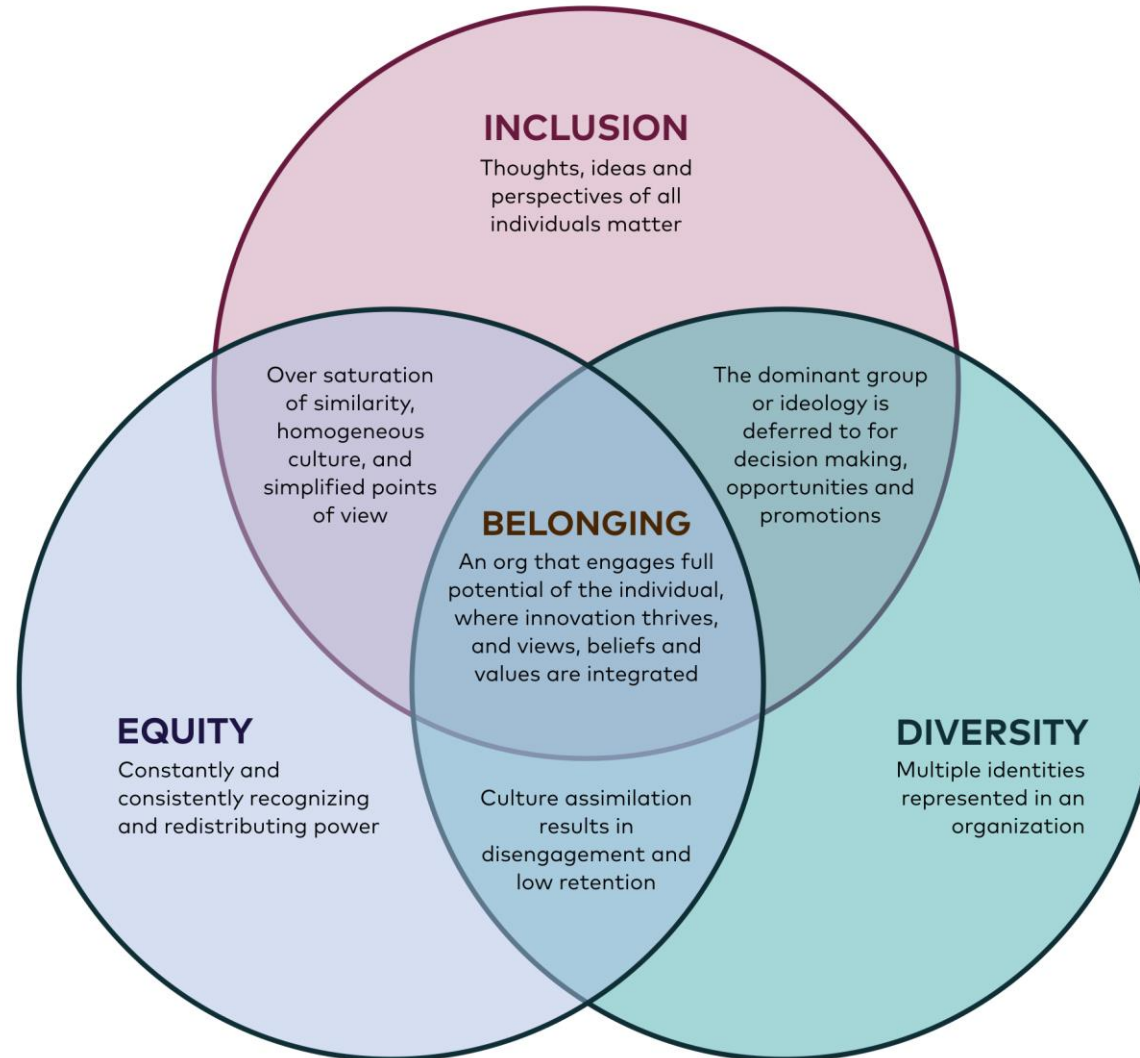 INCLUSION
Thoughts, ideas and
perspectives of all
individuals matter
Over saturation
of similarity,
homogeneous
culture, and
simplified points
of view
The dominant group
or ideology is
deferred to for
decision making,
opportunities and
promotions
BELONGING
An org that engages full
potential of the individual,
where innovation thrives,
and views, beliefs and
values are integrated
EQUITY
Constantly and
consistently recognizing
and redistributing power
DIVERSITY
Multiple identities
represented in an
organization
Culture assimilation
results in
disengagement and
low retention